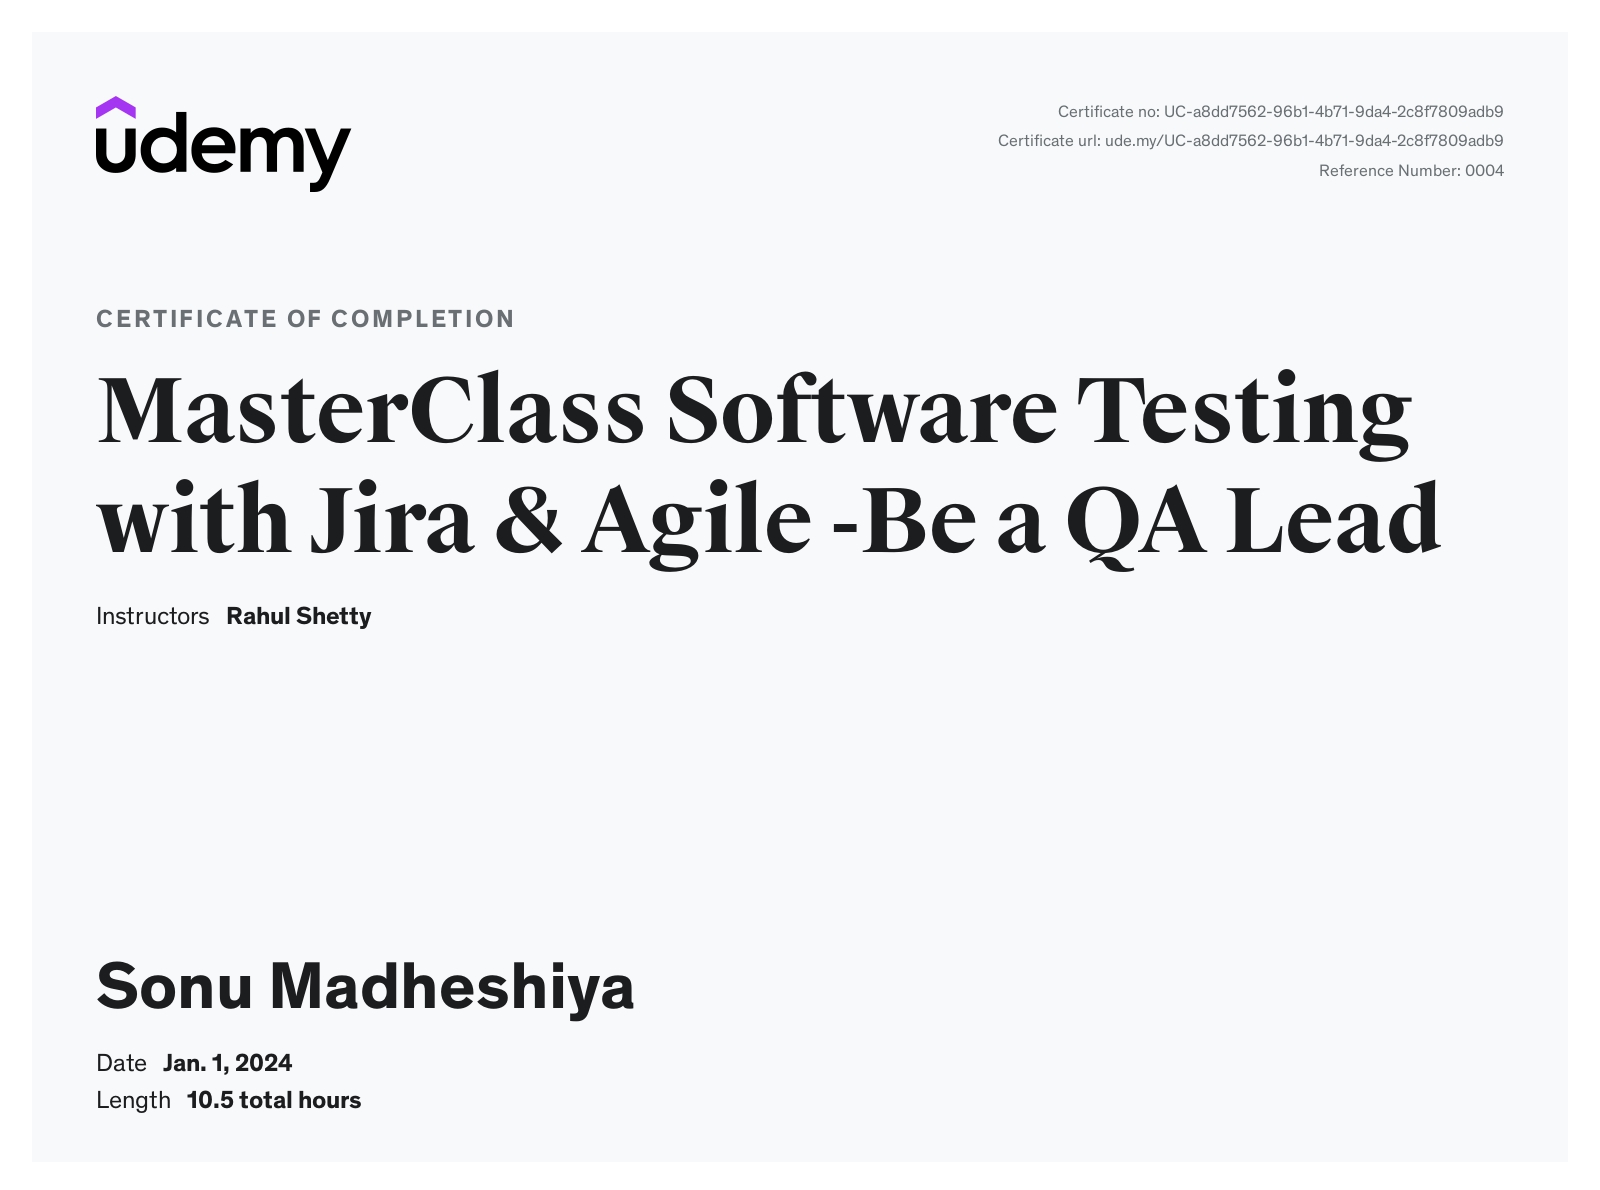 udemy
Certificate no: UC-a8dd7562-96b1-4b71-9da4-2c8f7809adb9
Certificate url: ude.my/UC-a8dd7562-96b1-4b71-9da4-2c8f7809adb9
Reference Number: 0004
CERTIFICATE OF COMPLETION
MasterClass Software Testing
with Jira & Agile -Be a QA Lead
Instructors Rahul Shetty
Sonu Madheshiya
Date Jan. 1, 2024
Length 10.5 total hours